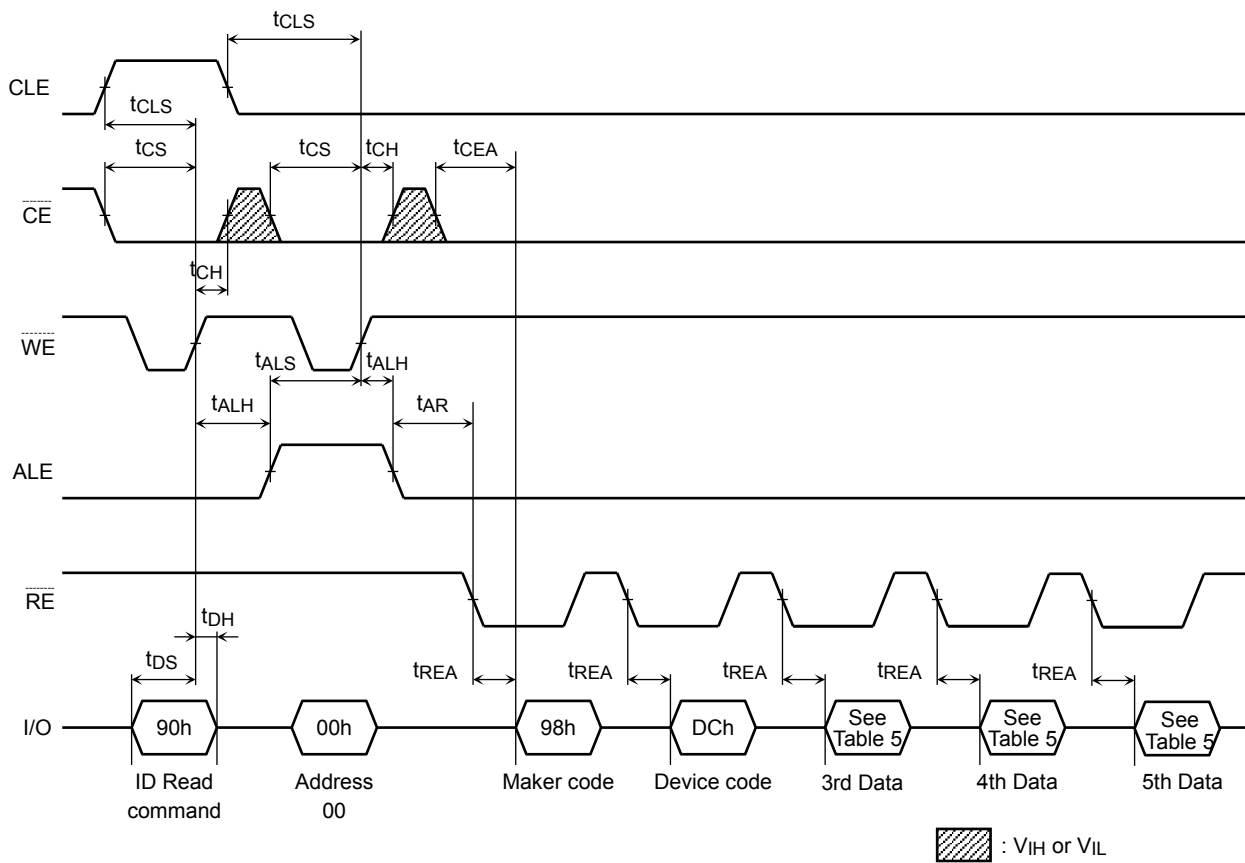 tCLS
CLE
tCLS
tCS
tCS
tCH
tCEA
CE
tCH
WE
tALS
tALH
tALH
tAR
ALE
RE
tDH
tDS
tREA
tREA
tREA
tREA
tREA
I/O
90h
00h
98h
DCh
See
Table 5
See
Table 5
See
Table 5
ID Read
command
Address
00
Maker code
Device code
3rd Data
4th Data
5th Data
: VIH or VIL